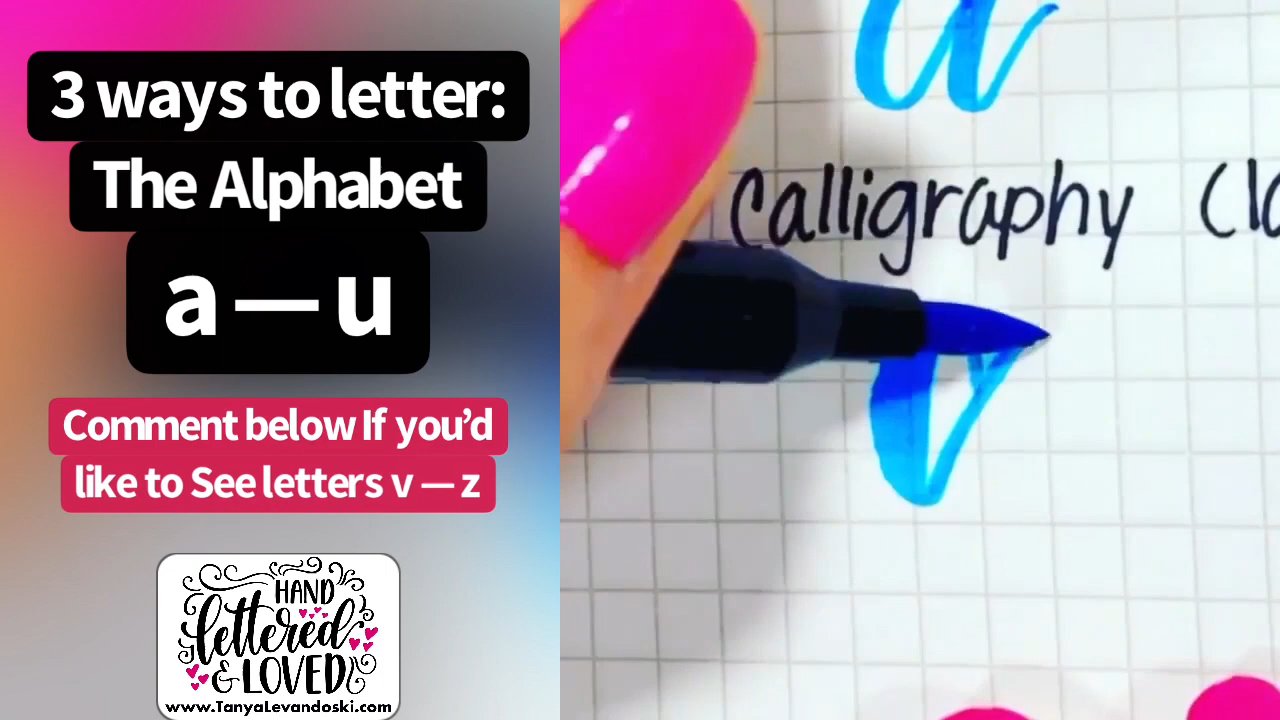 3 ways to letter:
The Alphabet
a — u
Comment below If you’d
like to See letters v — z
HAND
lettered
& LOVED
www.TanyaLevandoski.com
u
Calligraphy